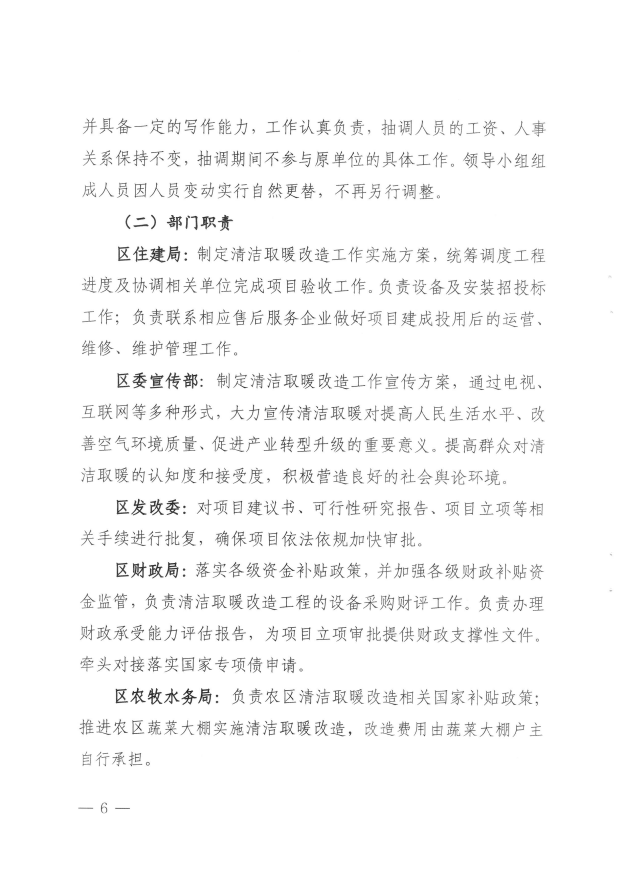 并具备一定的写作能力，工作认真负责，抽调人员的工资、人事
关系保持不变，抽调期间不参与原单位的具体工作。领导小组组
成人员因人员变动实行自然更替，不再另行调整。
（二）部门职责
区住建局：制定清洁取暖改造工作实施方案，统筹调度工程
进度及协调相关单位完成项目验收工作。负责设备及安装招投标
工作；负责联系相应售后服务企业做好项目建成投用后的运营、
维修、维护管理工作。
区委宣传部：制定清洁取暖改造工作宣传方案，通过电视、
互联网等多种形式，大力宣传清洁取暖对提高人民生活水平、改
善空气环境质量、促进产业转型升级的重要意义。提高群众对清
洁取暖的认知度和接受度，积极营造良好的社会舆论环境。
区发改委：对项目建议书、可行性研究报告、项目立项等相
关手续进行批复，确保项目依法依规加快审批。
区财政局：落实各级资金补贴政策，并加强各级财政补贴资
金监管，负责清洁取暖改造工程的设备采购财评工作。负责办理
财政承受能力评估报告，为项目立项审批提供财政支撑性文件。
牵头对接落实国家专项债申请。
区农牧水务局：负责农区清洁取暖改造相关国家补贴政策；
推进农区蔬菜大棚实施清洁取暖改造，改造费用由蔬菜大棚户主
自行承担。
— 6 —